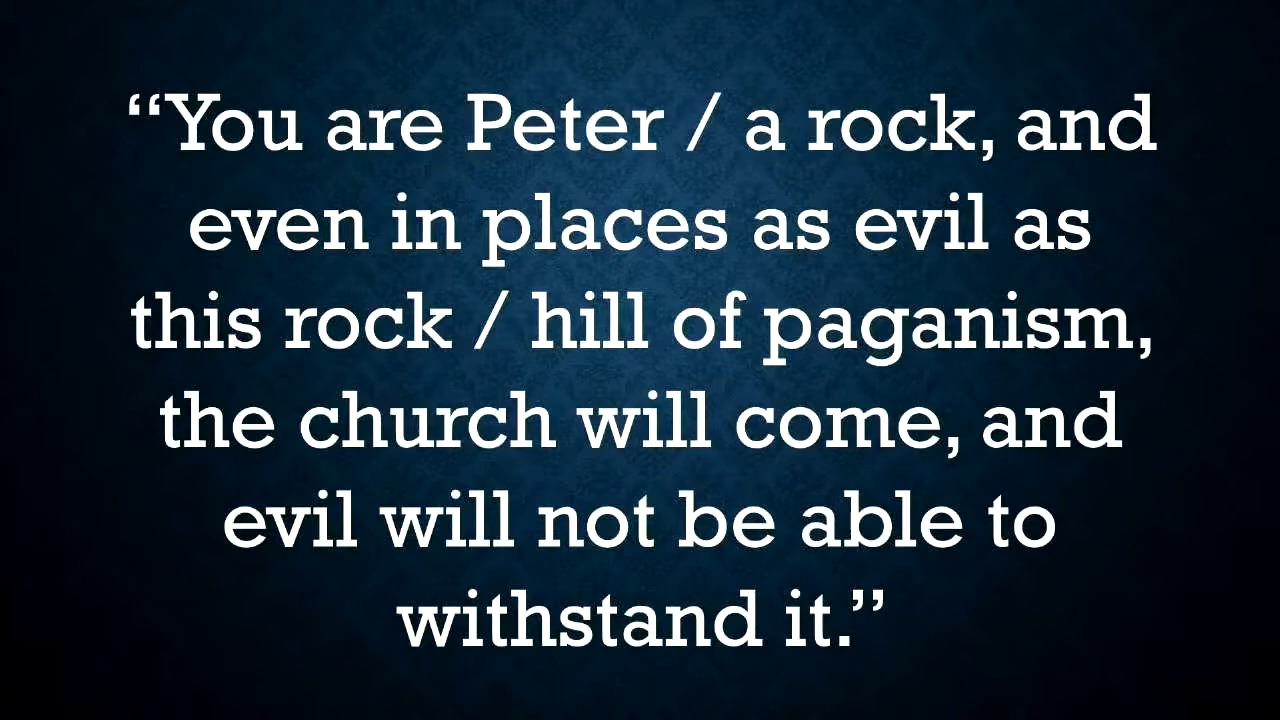 “You are Peter / a rock, and
even in places as evil as
this rock / hill of paganism,
the church will come, and
evil will not be able to
withstand it.”